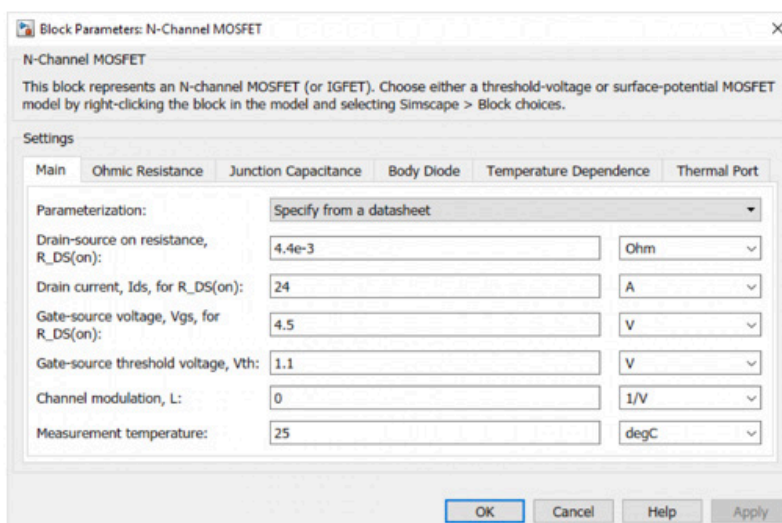 Block Parameters: N-Channel MOSFET
N-Channel MOSFET
This block represents an N-channel MOSFET (or IGFET). Choose either a threshold-voltage or surface-potential MOSFET
model by right-clicking the block in the model and selecting Simscape > Block choices.
Settings
Main Ohmic Resistance Junction Capacitance Body Diode Temperature Dependence Thermal Port
Parameterization: Specify from a datasheet
Drain-source on resistance,
R_DS(on): 4.4e-3 Ohm
Drain current, Ids, for R_DS(on): 24 A
Gate-source voltage, Vgs, for
R_DS(on): 4.5 V
Gate-source threshold voltage, Vth: 1.1 V
Channel modulation, L: 0 1/V
Measurement temperature: 25 degC
OK Cancel Help Apply